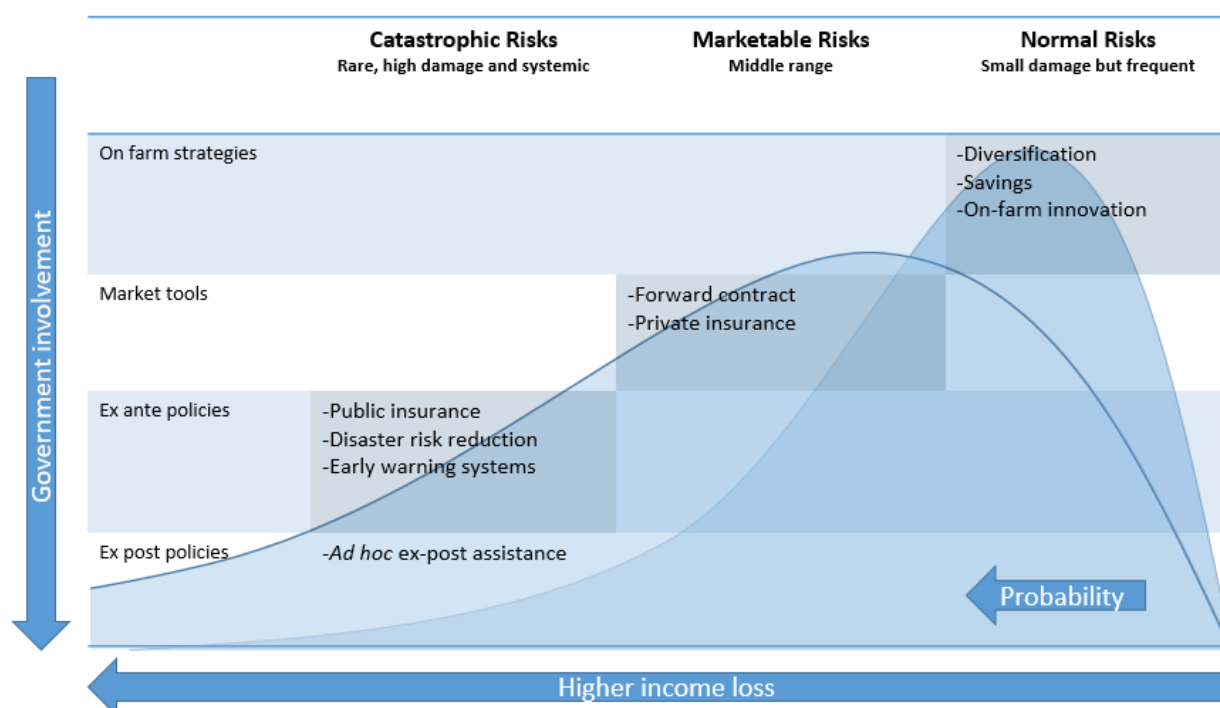 Catastrophic Risks
Rare, high damage and systemic
Marketable Risks
Middle range
Normal Risks
Small damage but frequent
Government involvement
On farm strategies
-Diversification
-Savings
-On-farm innovation
Market tools
-Forward contract
-Private insurance
Ex ante policies
-Public insurance
-Disaster risk reduction
-Early warning systems
Ex post policies
-Ad hoc ex-post assistance
Probability
Higher income loss